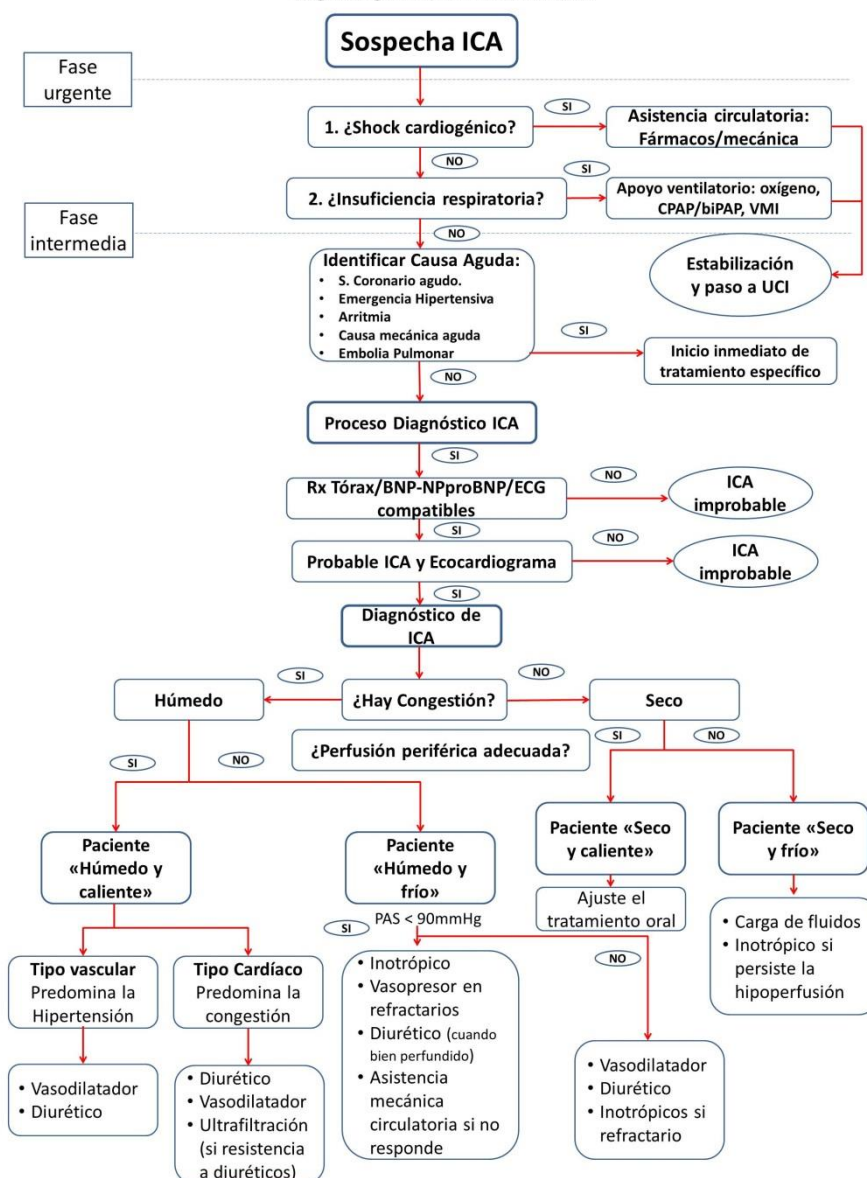 Sospecha ICA
Fase
urgente
1. ¿Shock cardiogénico?
SI
Asistencia circulatoria:
Fármacos/mecánica
NO
2. ¿Insuficiencia respiratoria?
SI
Apoyo ventilatorio: oxígeno,
CPAP/biPAP, VMI
Fase
intermedia
NO
Identificar Causa Aguda:
• S. Coronario agudo.
• Emergencia Hipertensiva
• Arritmia
• Causa mecánica aguda
• Embolia Pulmonar
Estabilización
y paso a UCI
SI
Inicio inmediato de
tratamiento específico
NO
Proceso Diagnóstico ICA
SI
Rx Tórax/BNP-NPproBNP/ECG
compatibles
NO
ICA
improbable
SI
Probable ICA y Ecocardiograma
NO
ICA
improbable
SI
Diagnóstico de
ICA
Húmedo
SI
¿Hay Congestión?
NO
Seco
¿Perfusión periférica adecuada?
SI
NO
SI
NO
Paciente
«Húmedo y
caliente»
Paciente
«Húmedo y
frío»
Paciente «Seco
y caliente»
Paciente «Seco
y frío»
Ajuste el
tratamiento oral
• Carga de fluidos
• Inotrópico si
persiste la
hipoperfusión
SI
PAS < 90mmHg
NO
Tipo vascular
Predomina la
Hipertensión
Tipo Cardíaco
Predomina la
congestión
• Inotrópico
• Vasopresor en
refractarios
• Diurético (cuando
bien perfundido)
• Asistencia
mecánica
circulatoria si no
responde
• Vasodilatador
• Diurético
• Inotrópicos si
refractario
• Vasodilatador
• Diurético
• Diurético
• Vasodilatador
• Ultrafiltración
(si resistencia
a diuréticos)